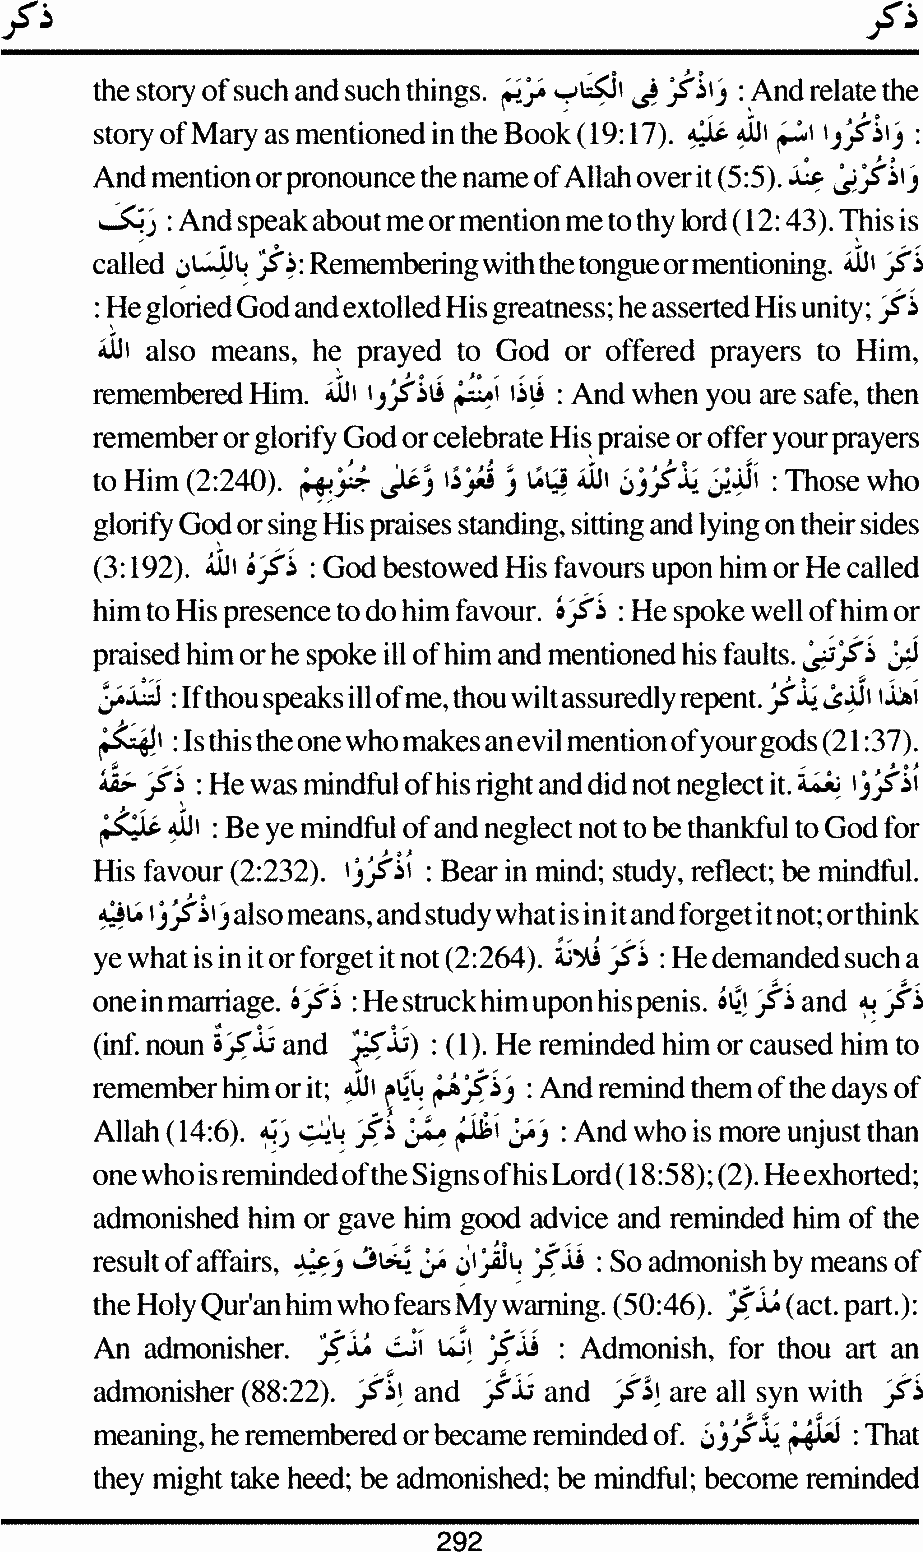 ذكر ذكر
the story of such and such things. وَاذْكُرْ فِى الْكِتَابِ مَرْيَمَ : And relate the
story of Mary as mentioned in the Book (19:17). وَاذْكُرُوا اسْمَ اللّٰهِ عَلَيْهِ :
And mention or pronounce the name of Allah over it (5:5). وَاذْكُرْنِىْ عِنْدَ
رَبِّکَ : And speak about me or mention me to thy lord (12: 43). This is
called ذِكْرٌ بِاللِّسَانِ: Remembering with the tongue or mentioning. ذَكَرَ اللّٰهَ
: He gloried God and extolled His greatness; he asserted His unity; ذَكَرَ
اللّٰهَ also means, he prayed to God or offered prayers to Him,
remembered Him. فَاِذَا اَمِنْتُمْ فَاذْكُرُوا اللّٰهَ : And when you are safe, then
remember or glorify God or celebrate His praise or offer your prayers
to Him (2:240). اَلَّذِيْنَ يَذْكُرُوْنَ اللّٰهَ قِيَامًا وَّ قُعُوْدًا وَّعَلٰى جُنُوْبِهِمْ : Those who
glorify God or sing His praises standing, sitting and lying on their sides
(3:192). ذَكَرَهُ اللّٰهُ : God bestowed His favours upon him or He called
him to His presence to do him favour. ذَكَرَهٗ : He spoke well of him or
praised him or he spoke ill of him and mentioned his faults. لَئِنْ ذَكَرْتَنِىْ
لَتَنْدَمَنَّ : If thou speaks ill of me, thou wilt assuredly repent. اَهٰذَا الَّذِىْ يَذْكُرُ
اٰلِهَتَكُمْ : Is this the one who makes an evil mention of your gods (21:37).
ذَكَرَ حَقَّهٗ : He was mindful of his right and did not neglect it. اُذْكُرُوْا نِعْمَةَ
اللّٰهِ عَلَيْكُمْ : Be ye mindful of and neglect not to be thankful to God for
His favour (2:232). اُذْكُرُوْا : Bear in mind; study, reflect; be mindful.
وَاذْكُرُوْا مَافِيْهِ also means, and study what is in it and forget it not; or think
ye what is in it or forget it not (2:264). ذَكَرَ فُلَانَةً : He demanded such a
one in marriage. ذَكَرَهٗ : He struck him upon his penis. ذَكَّرَ اِيَّاهُ and ذَكَّرَ بِهٖ
(inf. noun تَذْكِرَةٌ and تَذْكِيْرٌ) : (1). He reminded him or caused him to
remember him or it; وَذَكِّرْهُمْ بِاَيَّامِ اللّٰهِ : And remind them of the days of
Allah (14:6). وَمَنْ اَظْلَمُ مِمَّنْ ذُكِّرَ بِاٰيٰتِ رَبِّهٖ : And who is more unjust than
one who is reminded of the Signs of his Lord (18:58); (2). He exhorted;
admonished him or gave him good advice and reminded him of the
result of affairs, فَذَكِّرْ بِالْقُرْاٰنِ مَنْ يَّخَافُ وَعِيْدِ : So admonish by means of
the Holy Qur'an him who fears My warning. (50:46). مُذَكِّرٌ (act. part.):
An admonisher. فَذَكِّرْ اِنَّمَا اَنْتَ مُذَكِّرٌ : Admonish, for thou art an
admonisher (88:22). اِذَّكَرَ and تَذَكَّرَ and اِذَّكَرَ are all syn with ذَكَرَ
meaning, he remembered or became reminded of. لَعَلَّهُمْ يَذَّكَّرُوْنَ : That
they might take heed; be admonished; be mindful; become reminded
292